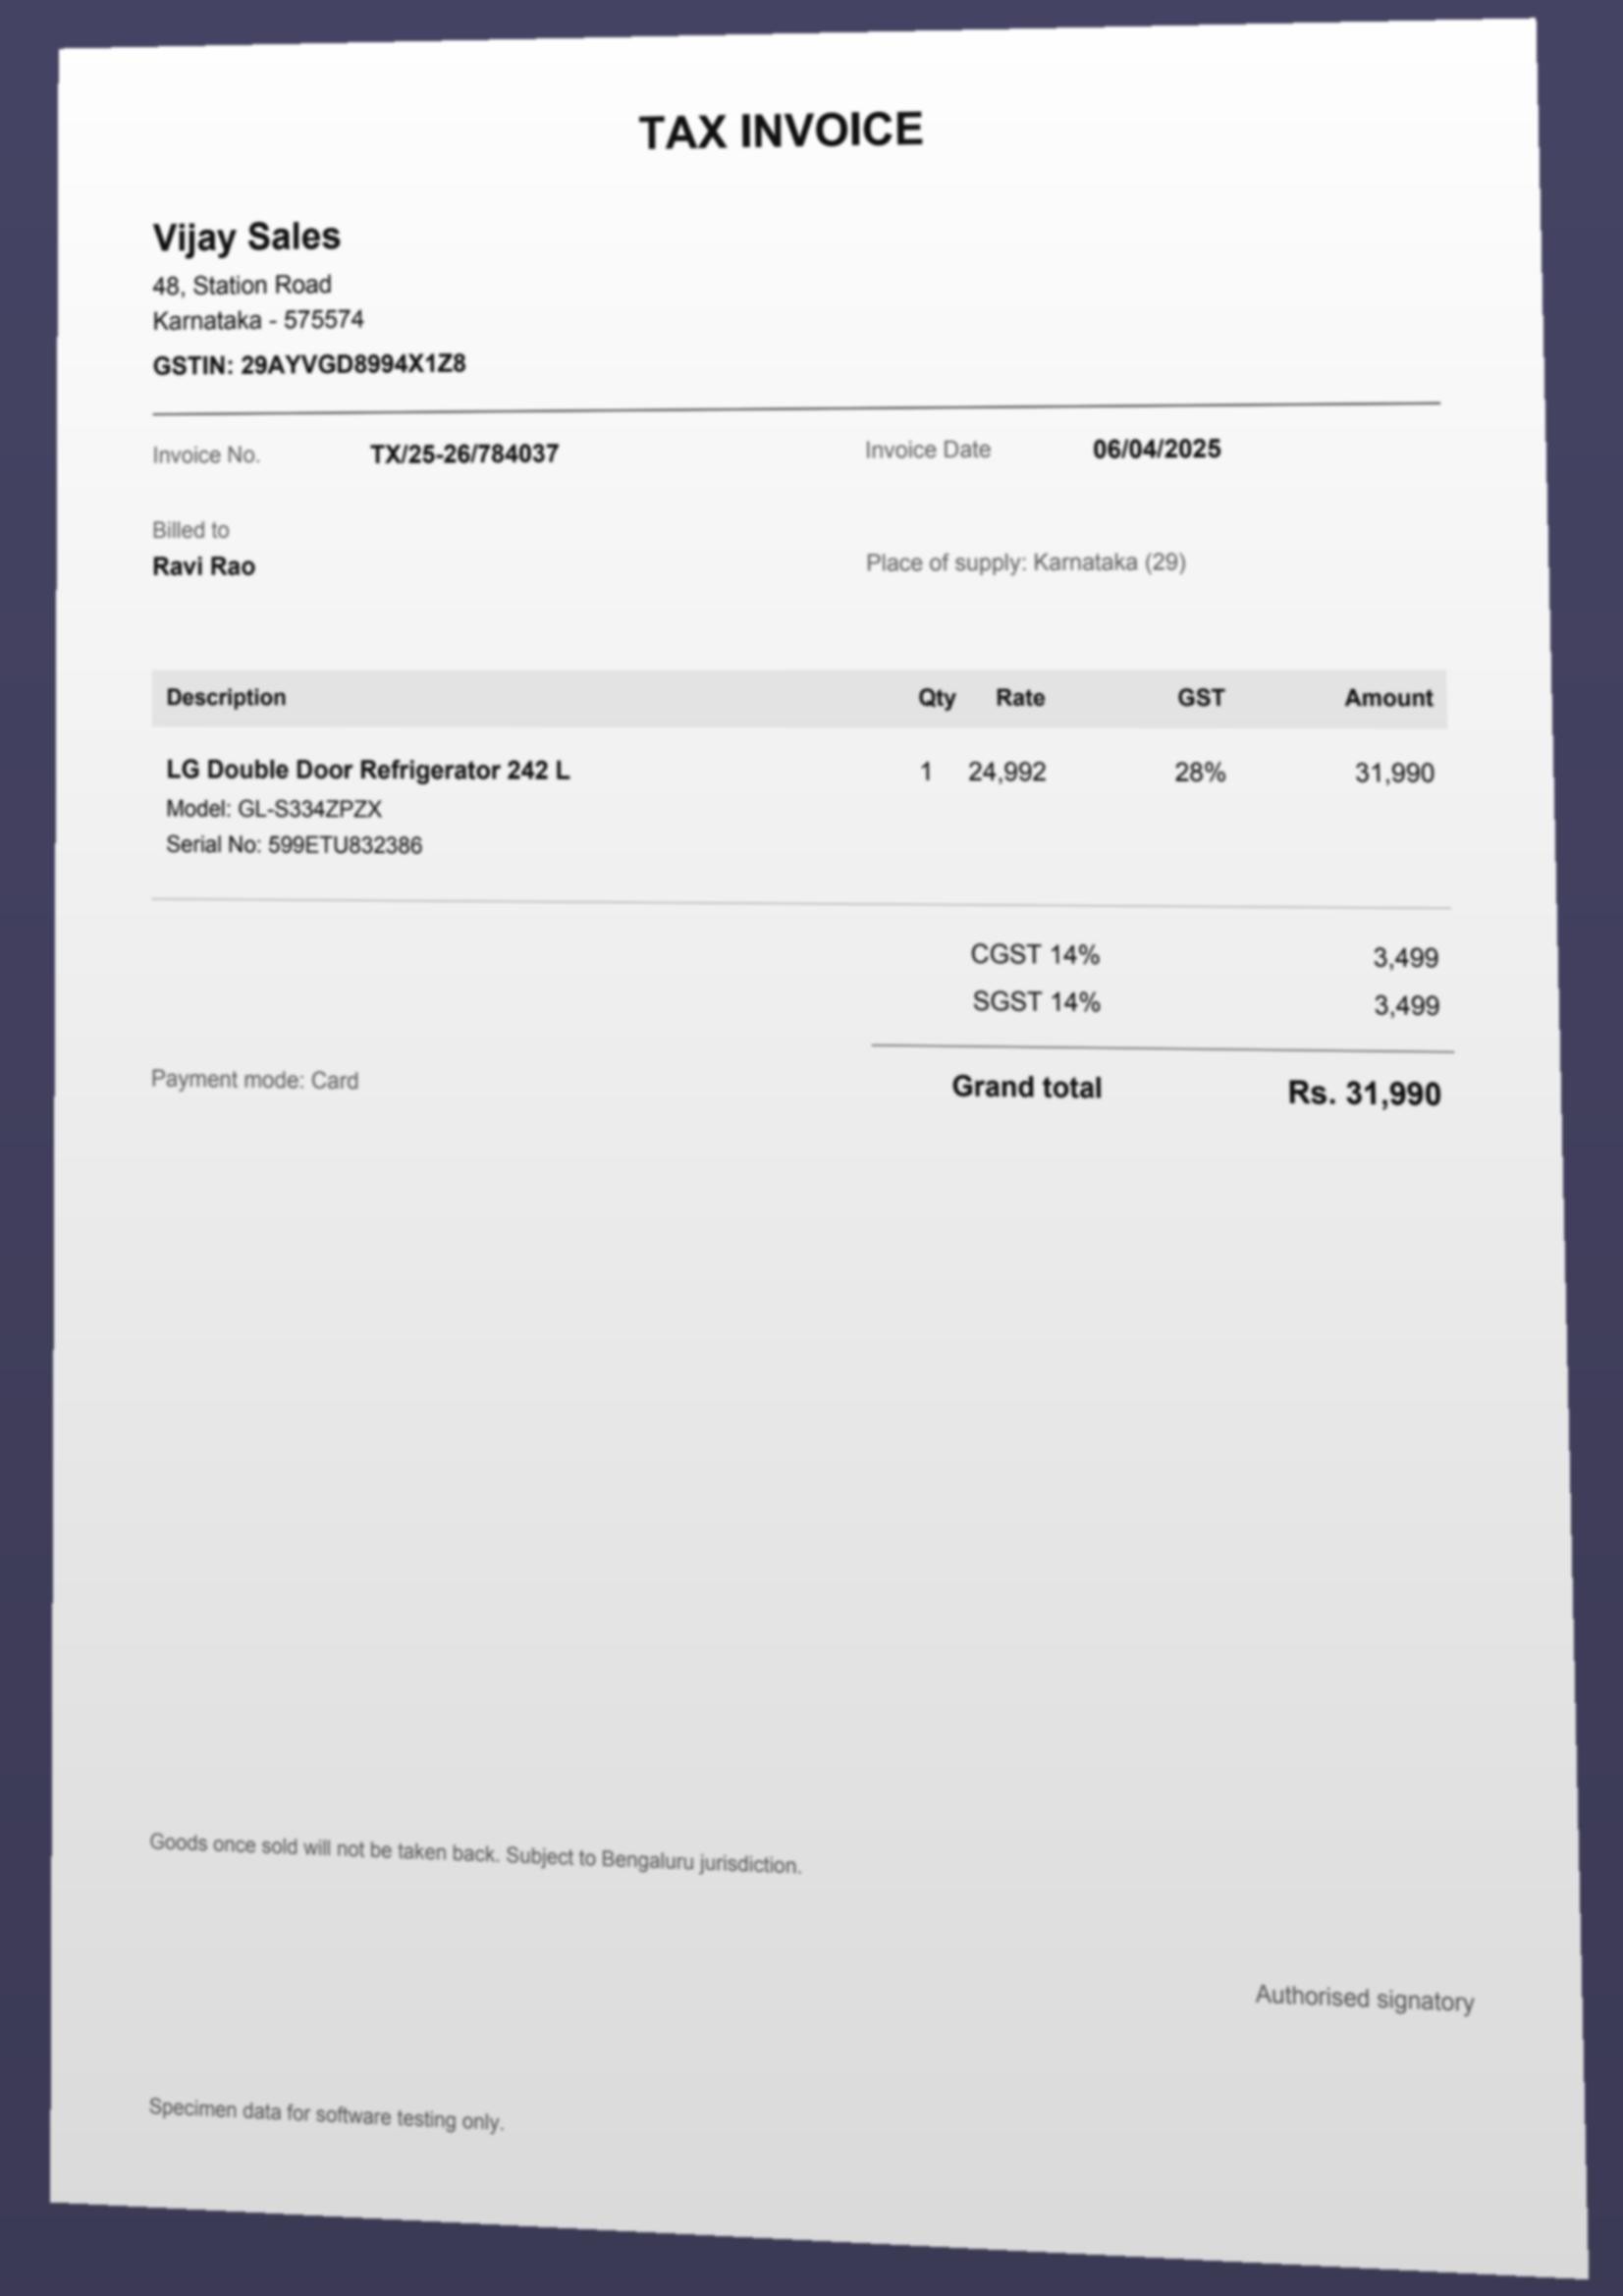 TAX INVOICE
Vijay Sales
48, Station Road
Karnataka - 575574
GSTIN: 29AYVGD8994X1Z8
Invoice No. TX/25-26/784037 Invoice Date 06/04/2025
Billed to
Ravi Rao Place of supply: Karnataka (29)
Description Qty Rate GST Amount
LG Double Door Refrigerator 242 L 1 24,992 28% 31,990
Model: GL-S334ZPZX
Serial No: 599ETU832386
CGST 14% 3,499
SGST 14% 3,499
Payment mode: Card Grand total Rs. 31,990
Goods once sold will not be taken back. Subject to Bengaluru jurisdiction.
Authorised signatory
Specimen data for software testing only.